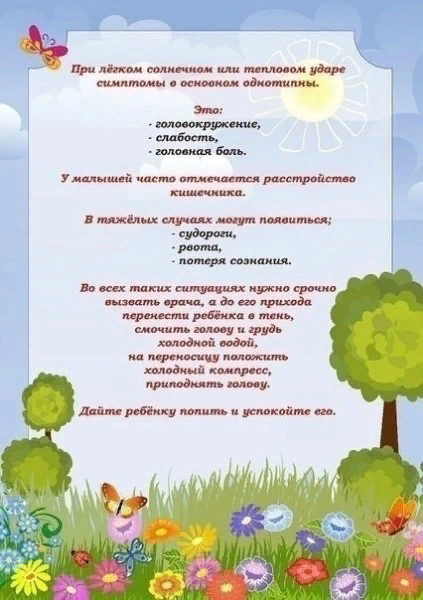 При лёгком солнечном или тепловом ударе
симптомы в основном однотипны.
Это:
- головокружение,
- слабость,
- головная боль.
У малышей часто отмечается расстройство
кишечника.
В тяжёлых случаях могут появиться;
- судороги,
- рвота,
- потеря сознания.
Во всех таких ситуациях нужно срочно
вызвать врача, а до его прихода
перенести ребёнка в тень,
смочить голову и грудь
холодной водой,
на переносицу положить
холодный компресс,
приподнять голову.
Дайте ребёнку попить и успокойте его.